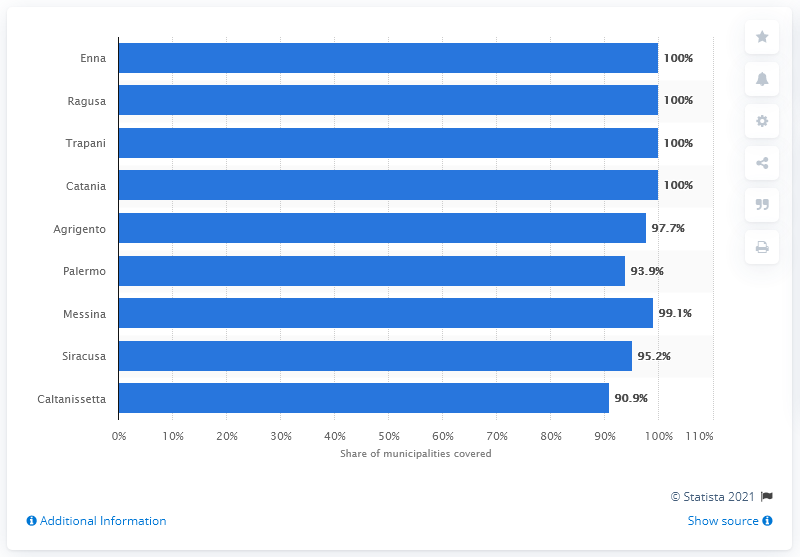 Enna 100%
Ragusa 100%
Trapani 100%
Catania 100%
Agrigento 97.7%
Palermo 93.9%
Messina 99.1%
Siracusa 95.2%
Caltanissetta 90.9%
0% 10% 20% 30% 40% 50% 60% 70% 80% 90% 100% 110%
Share of municipalities covered
© Statista 2021
Additional Information Show source